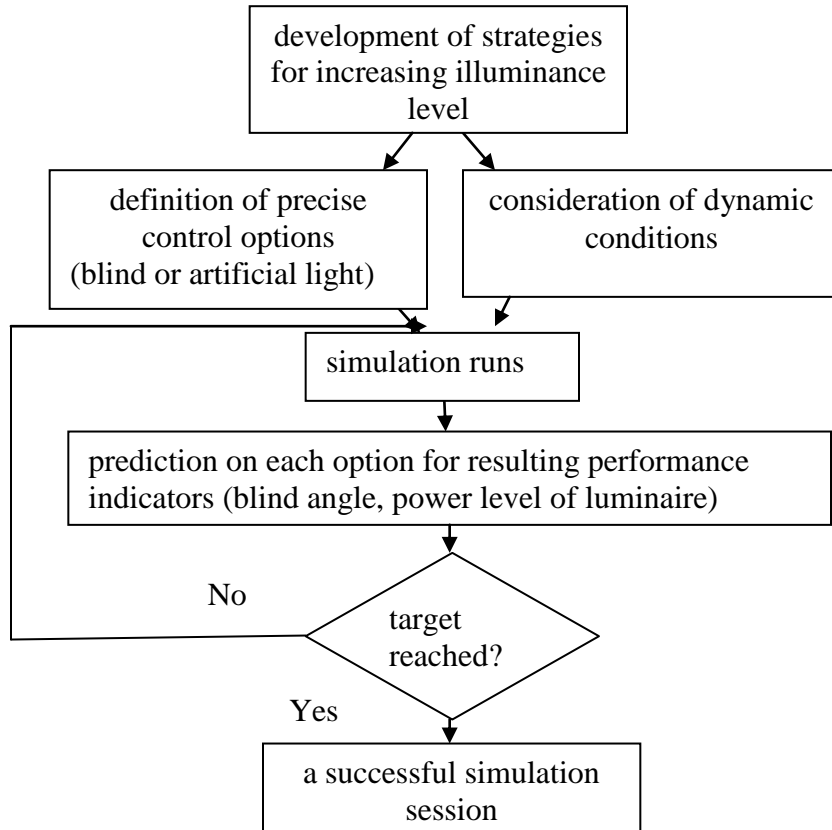 development of strategies
for increasing illuminance
level
definition of precise
control options
(blind or artificial light)
consideration of dynamic
conditions
simulation runs
prediction on each option for resulting performance
indicators (blind angle, power level of luminaire)
No
target
reached?
Yes
a successful simulation
session